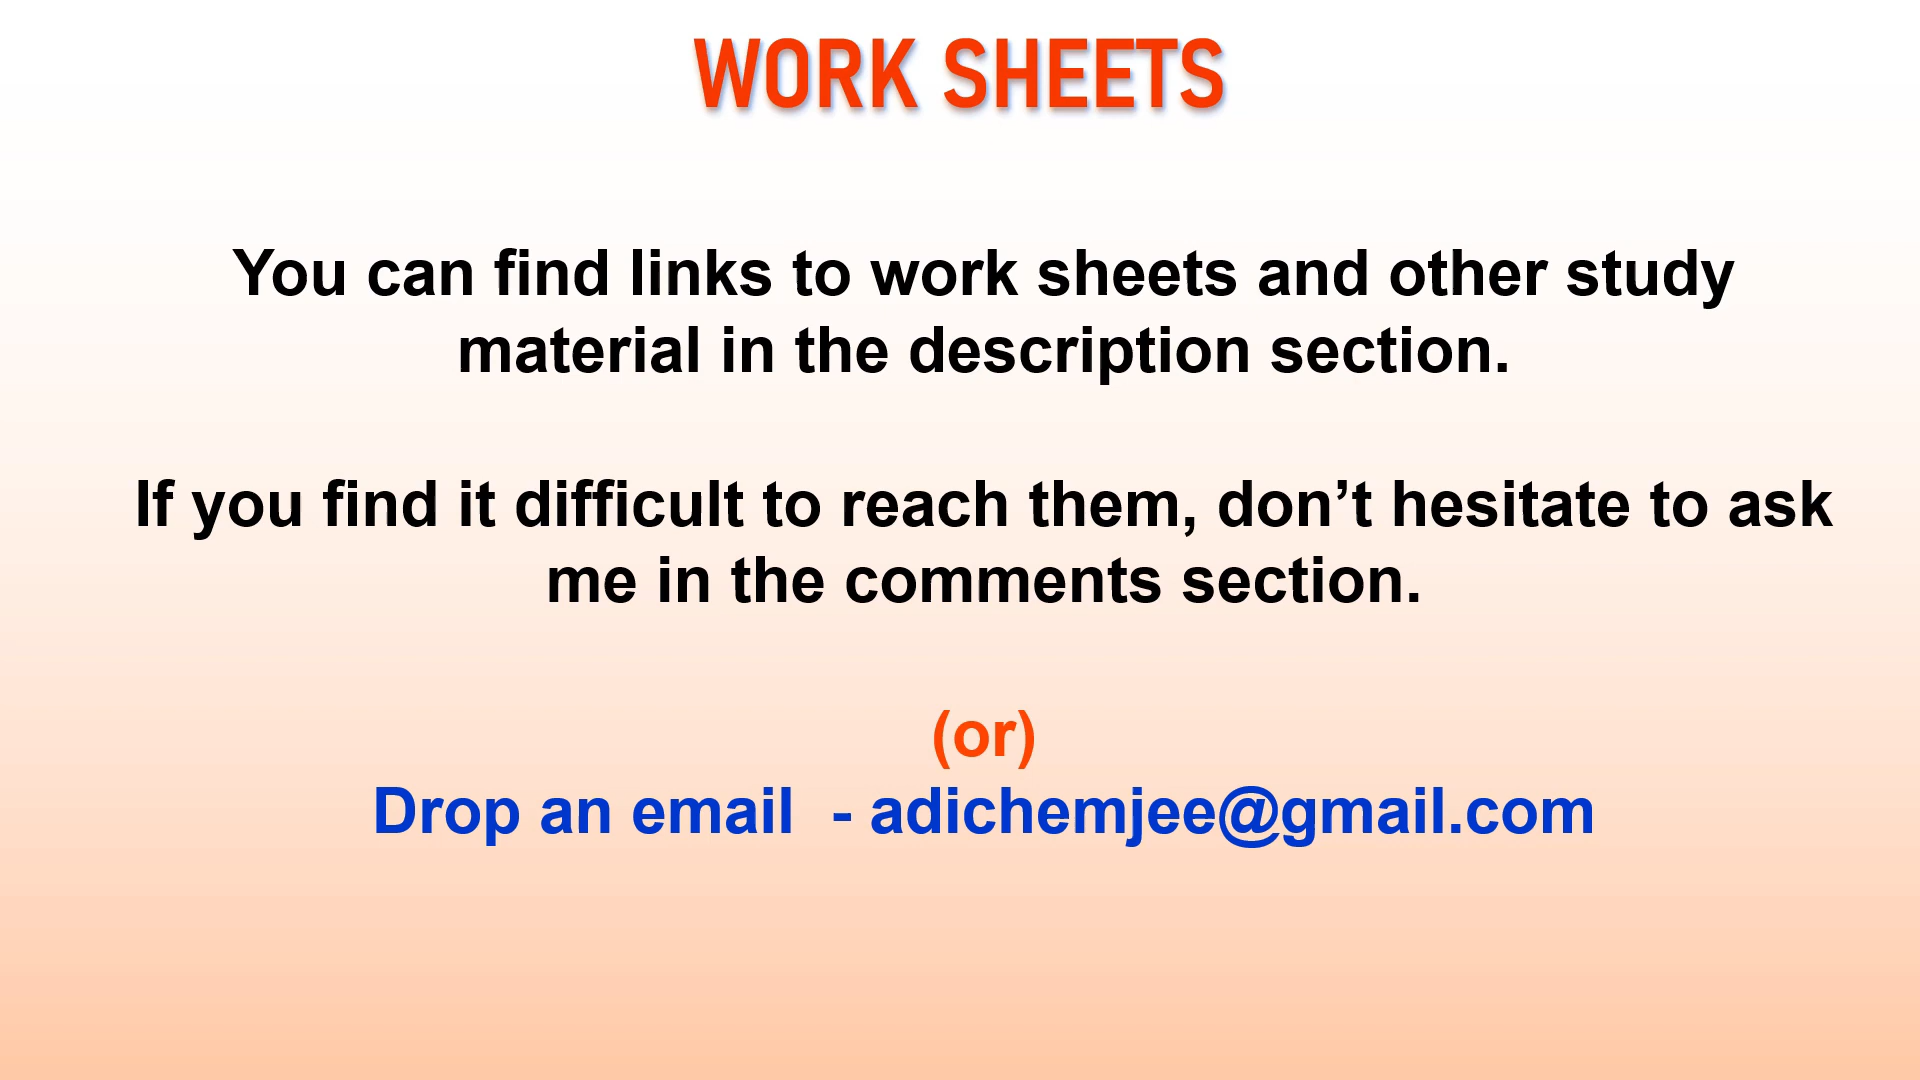 WORK SHEETS
You can find links to work sheets and other study
material in the description section.
If you find it difficult to reach them, don’t hesitate to ask
me in the comments section.
(or)
Drop an email  - adichemjee@gmail.com